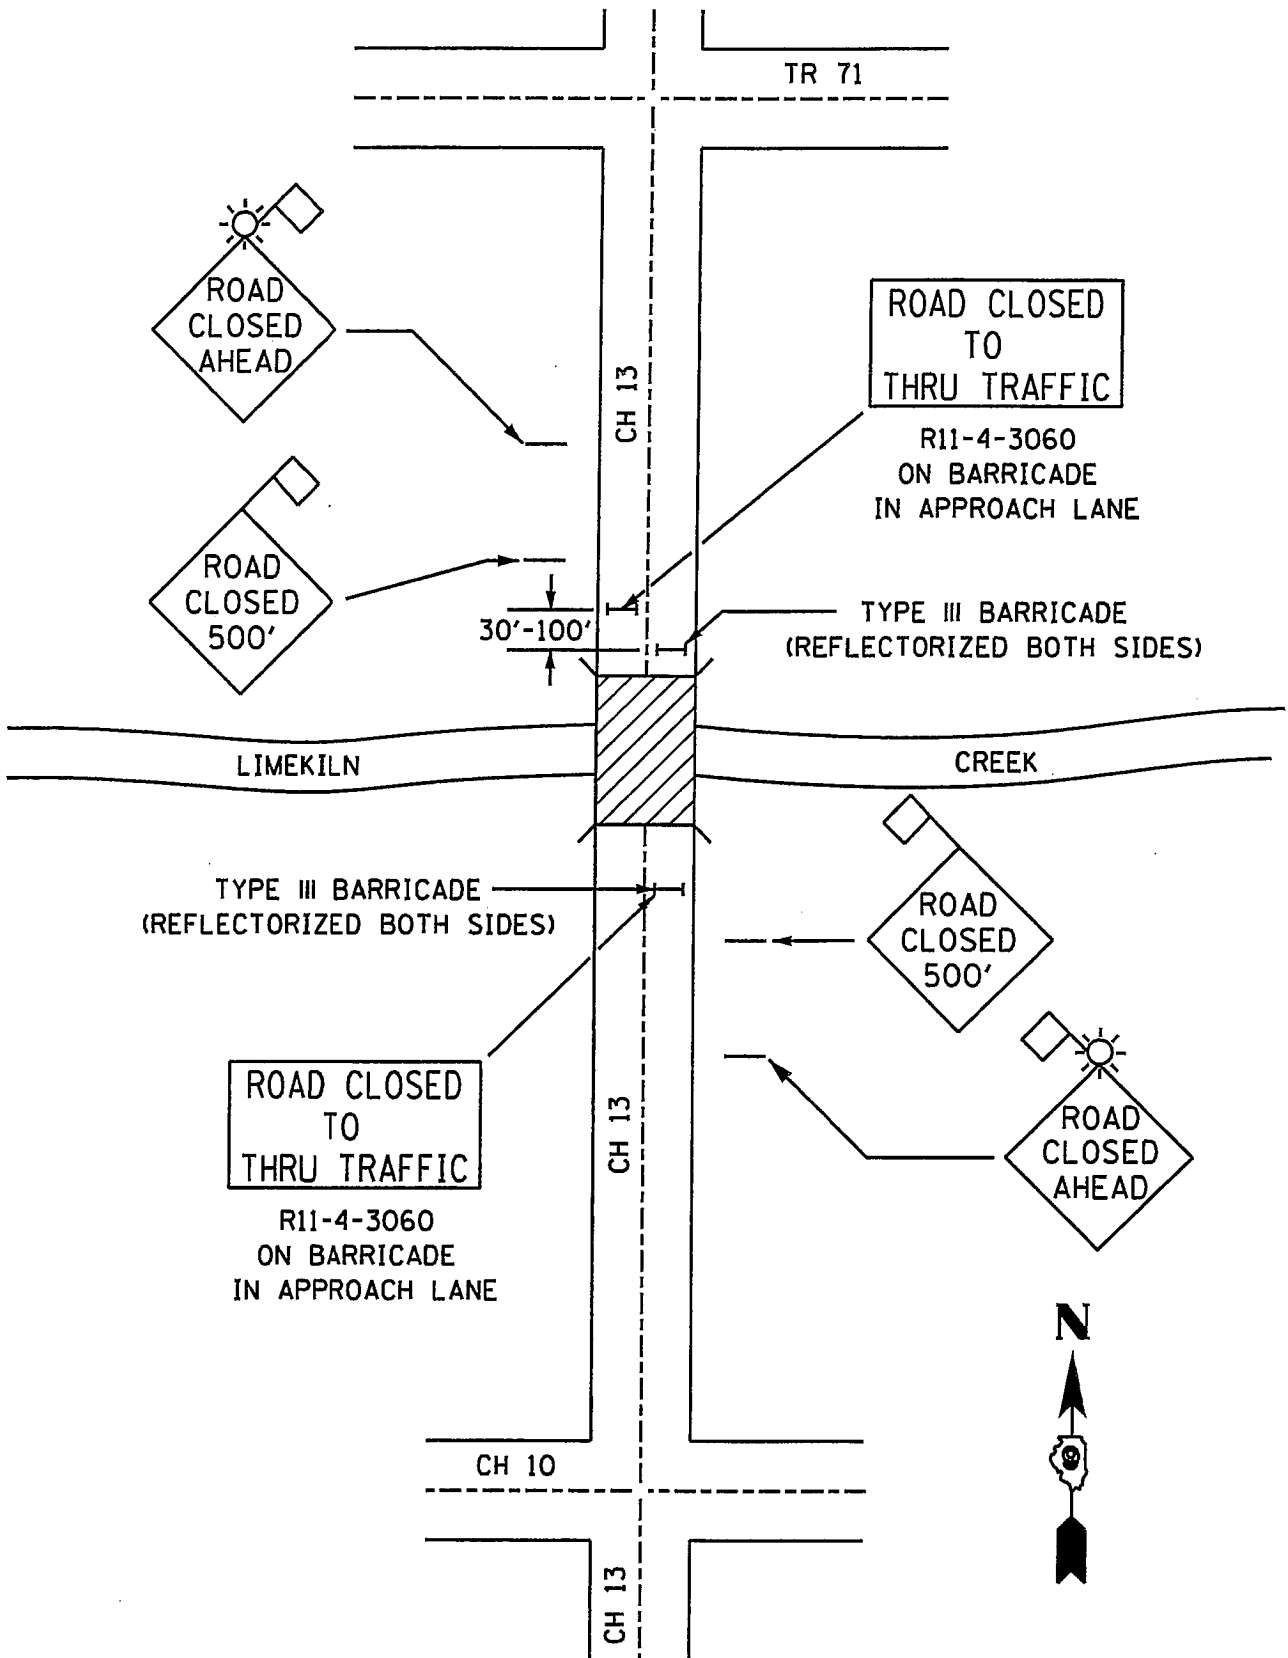 TR 71
ROAD
CLOSED
AHEAD
ROAD CLOSED
TO
THRU TRAFFIC
R11-4-3060
ON BARRICADE
IN APPROACH LANE
CH 13
ROAD
CLOSED
500'
30'-100'
TYPE III BARRICADE
(REFLECTORIZED BOTH SIDES)
LIMEKILN
CREEK
TYPE III BARRICADE
(REFLECTORIZED BOTH SIDES)
ROAD
CLOSED
500'
ROAD CLOSED
TO
THRU TRAFFIC
R11-4-3060
ON BARRICADE
IN APPROACH LANE
CH 13
ROAD
CLOSED
AHEAD
N
CH 10
CH 13